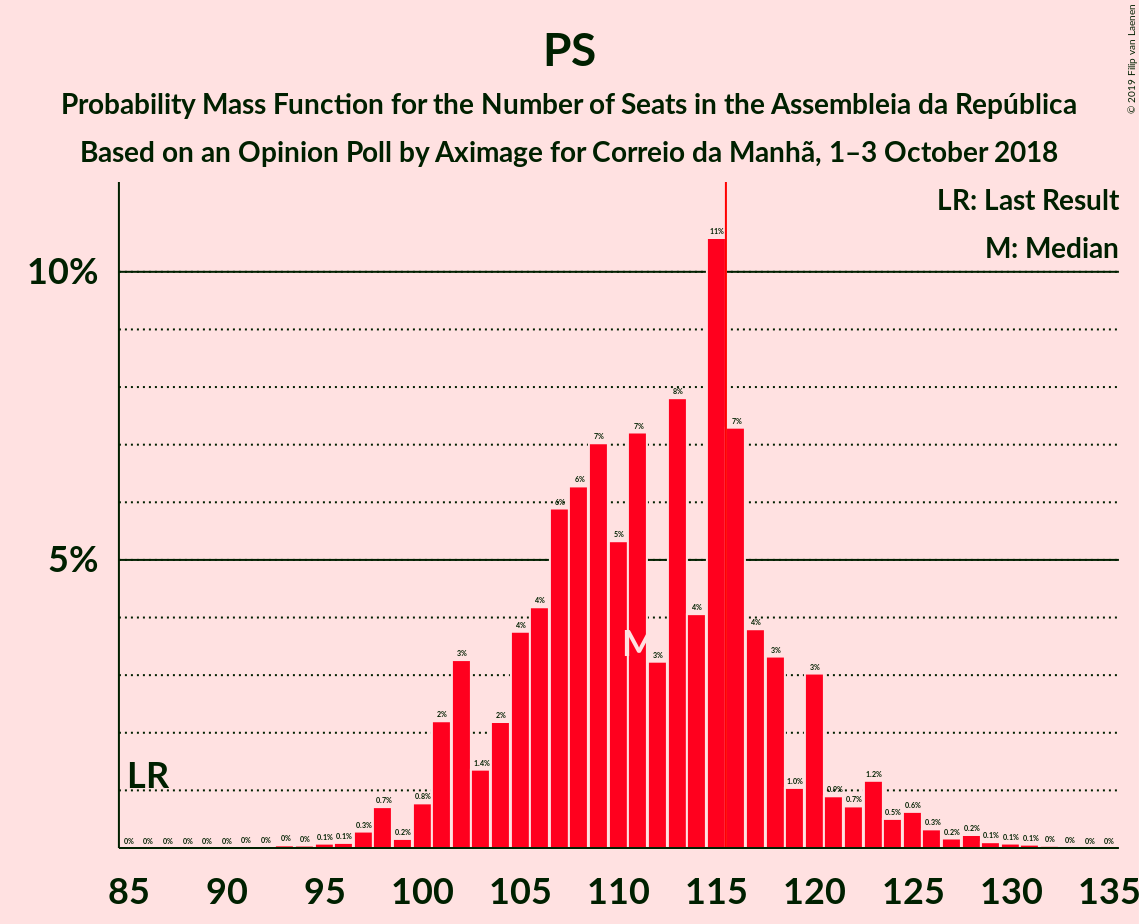 PS
Probability Mass Function for the Number of Seats in the Assembleia da República
Based on an Opinion Poll by Aximage for Correio da Manhã, 1–3 October 2018
© 2019 Filip van Laenen
LR: Last Result
M: Median
10%
5%
LR
M
0% 0% 0% 0% 0% 0% 0% 0% 0% 0% 0.1% 0.1% 0.3% 0.7% 0.2% 0.8% 2% 3% 1.4% 2% 4% 4% 6% 6% 7% 5% 7% 3% 8% 4% 11% 7% 4% 3% 1.0% 3% 0.9% 0.7% 1.2% 0.5% 0.6% 0.3% 0.2% 0.2% 0.1% 0.1% 0.1% 0% 0% 0% 0%
85 90 95 100 105 110 115 120 125 130 135